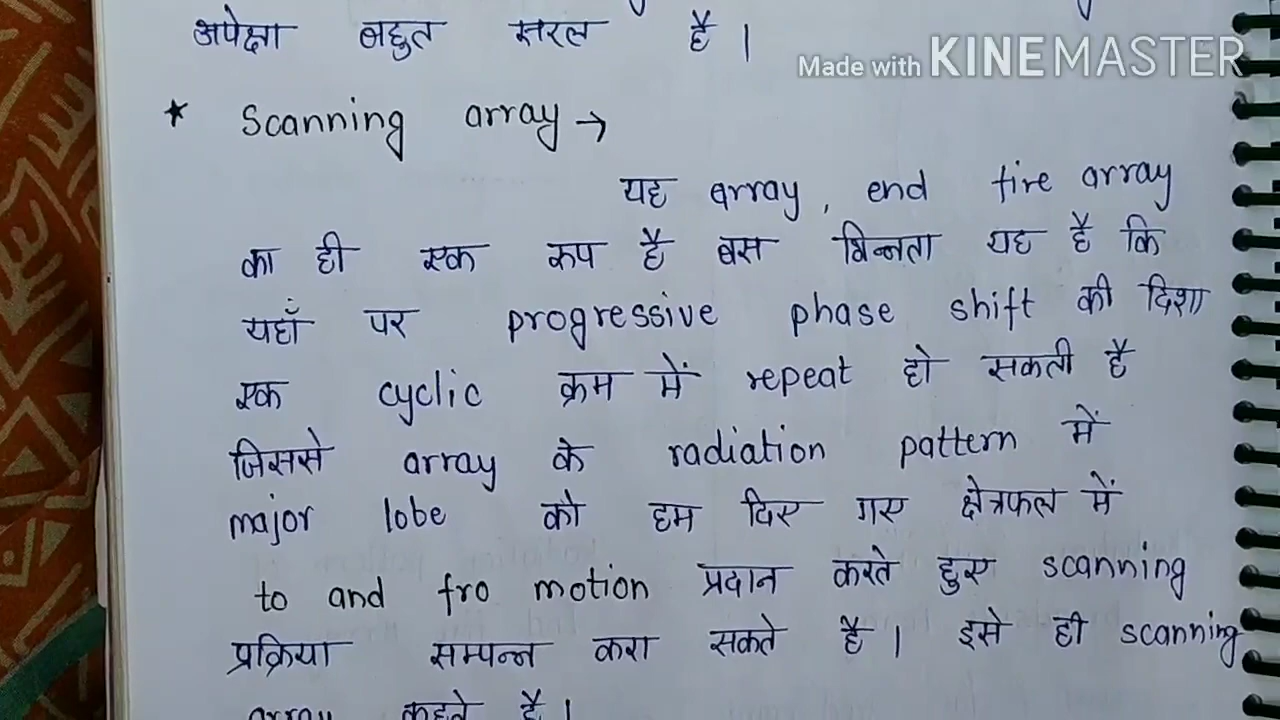 अपेक्षा बहुत सरल है।
Made with KINEMASTER
* Scanning array →
यह array, end fire array
का ही एक रूप है बस भिन्नता यह है कि
यहाँ पर progressive phase shift की दिशा
एक cyclic क्रम में repeat हो सकती है
जिससे array के radiation pattern में
major lobe को हम दिए गए क्षेत्रफल में
to and fro motion प्रदान करते हुए scanning
प्रक्रिया सम्पन्न करा सकते है। इसे ही scanning
array कहते है।